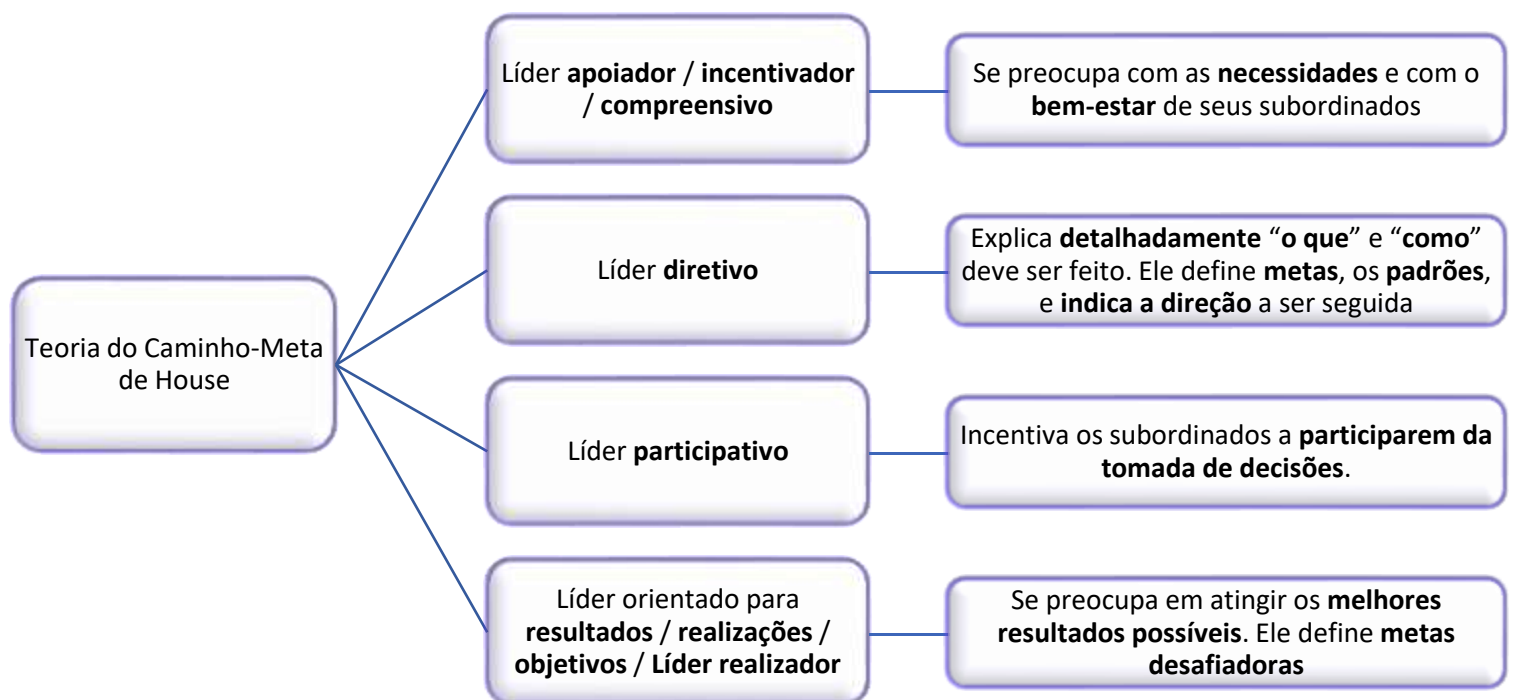 Teoria do Caminho-Meta
de House
Líder apoiador / incentivador
/ compreensivo
Se preocupa com as necessidades e com o
bem-estar de seus subordinados
Líder diretivo
Explica detalhadamente “o que” e “como”
deve ser feito. Ele define metas, os padrões,
e indica a direção a ser seguida
Líder participativo
Incentiva os subordinados a participarem da
tomada de decisões.
Líder orientado para
resultados / realizações /
objetivos / Líder realizador
Se preocupa em atingir os melhores
resultados possíveis. Ele define metas
desafiadoras